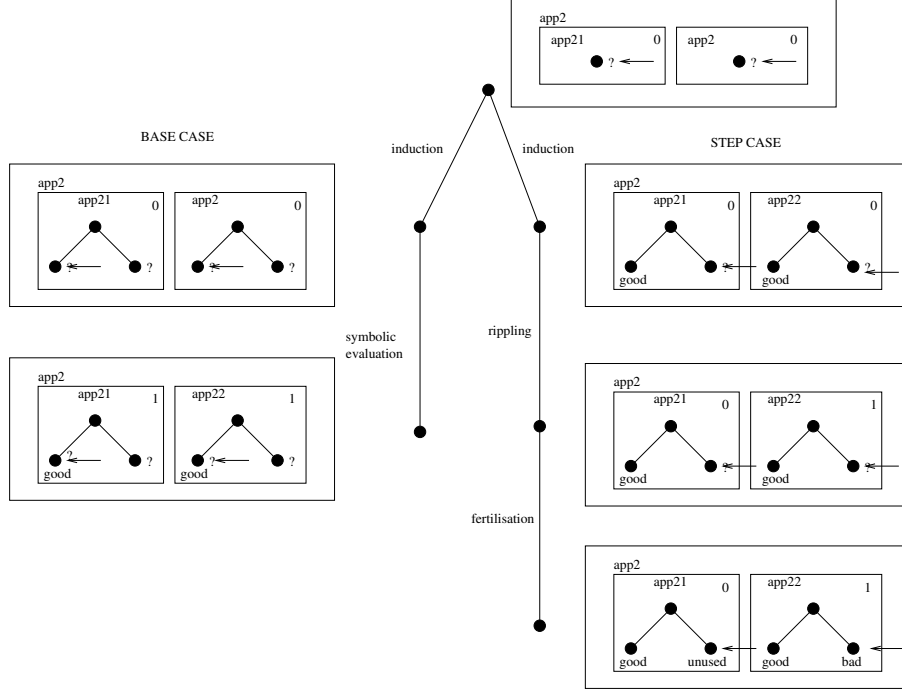 app2
app21 0 app2 0
? ?
BASE CASE
induction induction
STEP CASE
app2
app21 0 app2 0
? ? ? ?
app2
app21 0 app22 0
? ?
good good
symbolic
evaluation
rippling
app2
app21 1 app22 1
? ? ? ?
good good
app2
app21 0 app22 1
? ?
good good
fertilisation
app2
app21 0 app22 1
good unused good bad